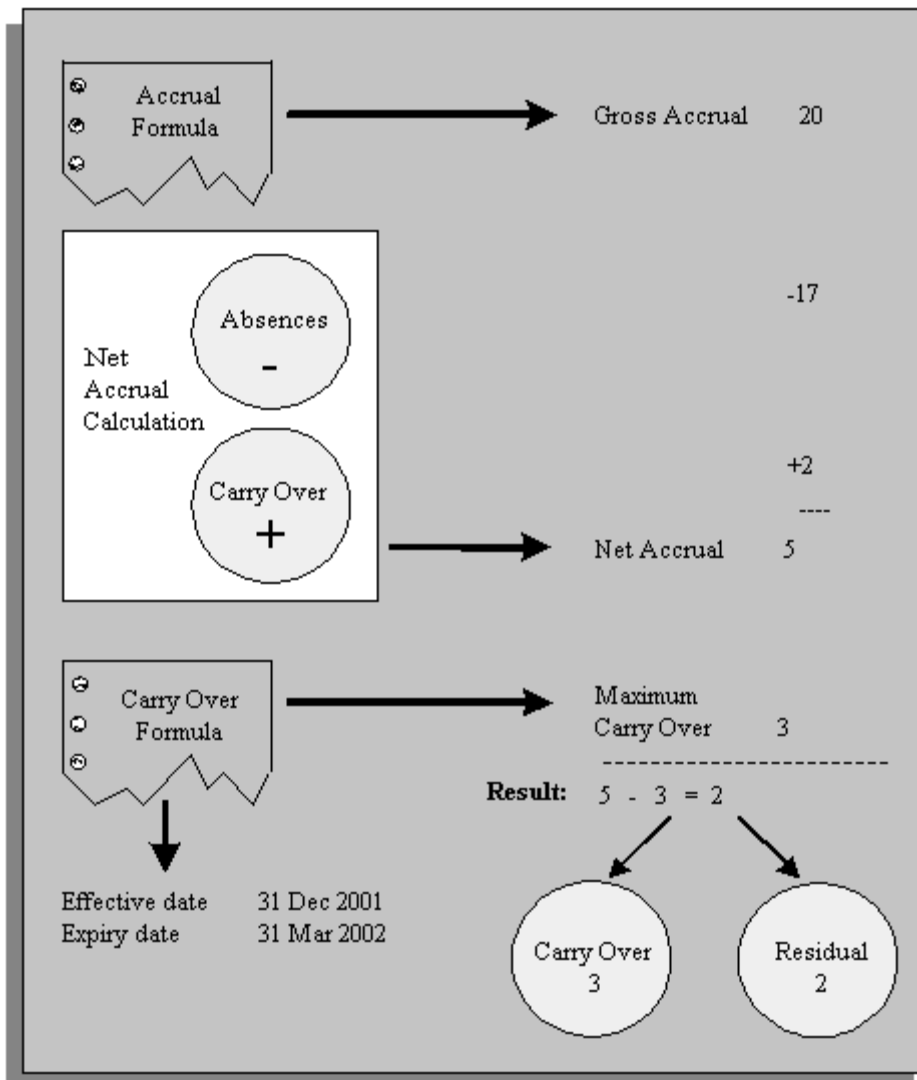 Accrual
Formula
Gross Accrual 20
Absences
-
-17
Net
Accrual
Calculation
Carry Over
+
+2
----
Net Accrual 5
Carry Over
Formula
Maximum
Carry Over 3
---------------------------
Result: 5 - 3 = 2
Effective date 31 Dec 2001
Expiry date 31 Mar 2002
Carry Over
3
Residual
2